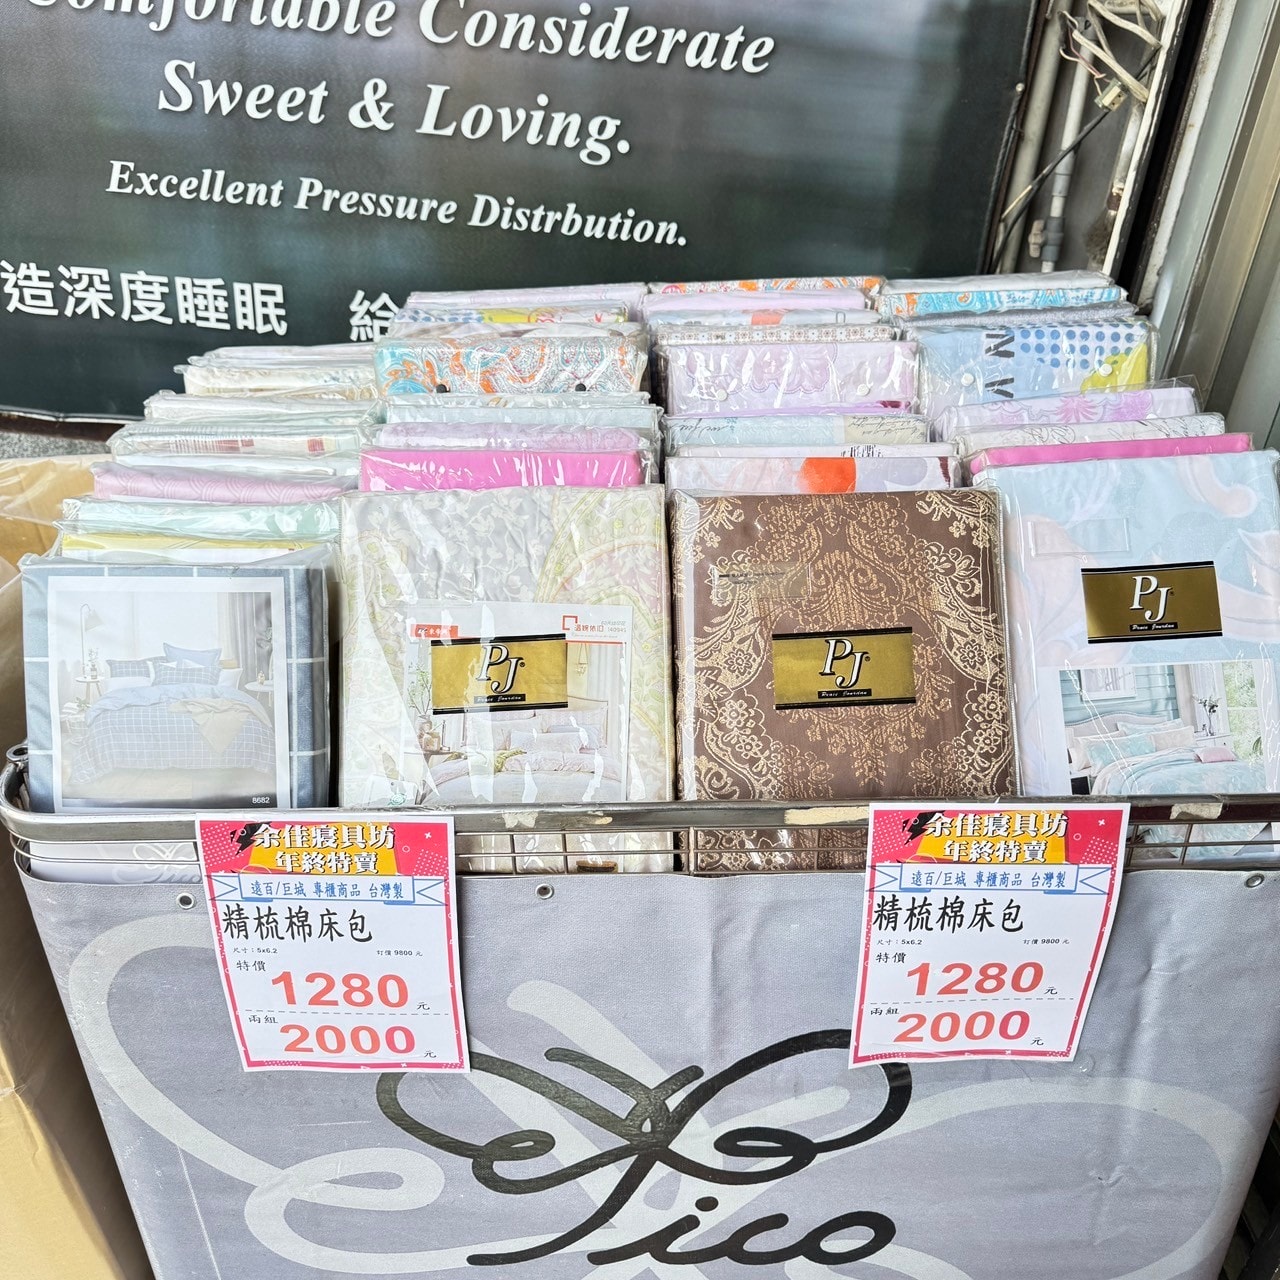 Comfortable Considerate
Sweet & Loving.
Excellent Pressure Distrbution.
造深度睡眠 給
8682
PJ
Denie Jourdan
PJ
PJ
余佳寢具坊
年終特賣
遠百/巨城 專櫃商品 台灣製
精梳棉床包
尺寸：5x6.2 訂價 9800 元
特價
1280 元
兩組
2000 元
余佳寢具坊
年終特賣
遠百/巨城 專櫃商品 台灣製
精梳棉床包
尺寸：5x6.2 訂價 9800 元
特價
1280 元
兩組
2000 元
Tico